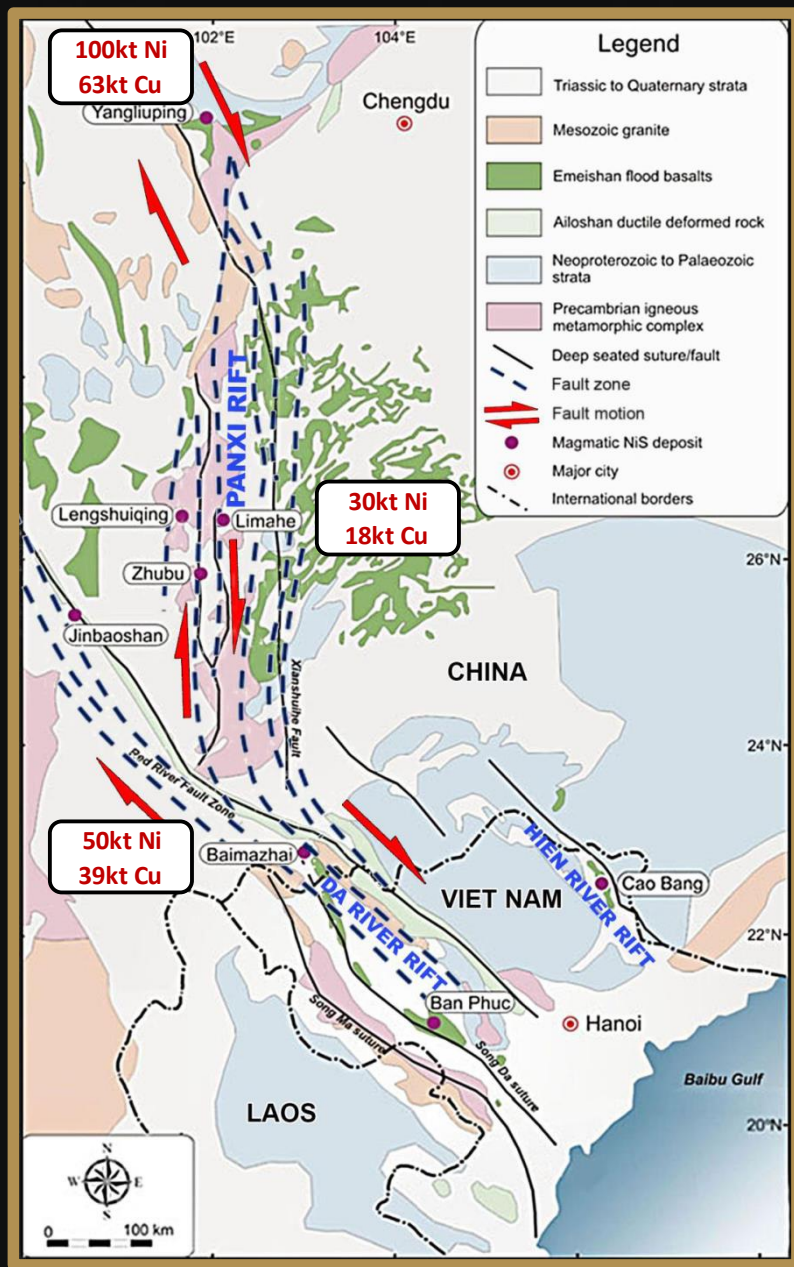 102°E
104°E
100kt Ni
63kt Cu
Yangliuping
Chengdu
Legend
Triassic to Quaternary strata
Mesozoic granite
Emeishan flood basalts
Ailoshan ductile deformed rock
Neoproterozoic to Palaeozoic
strata
Precambrian igneous
metamorphic complex
Deep seated suture/fault
Fault zone
Fault motion
Magmatic NiS deposit
Major city
International borders
PANXI RIFT
Lengshuiqing
Limahe
30kt Ni
18kt Cu
26°N
Zhubu
Jinbaoshan
CHINA
Xianshuihe Fault
24°N
Red River Fault Zone
50kt Ni
39kt Cu
Baimazhai
HIEN RIVER RIFT
Cao Bang
VIET NAM
DA RIVER RIFT
22°N
Ban Phuc
Hanoi
Song Ma suture
Song Da suture
Baibu Gulf
LAOS
20°N
N
W
E
S
0 100 km